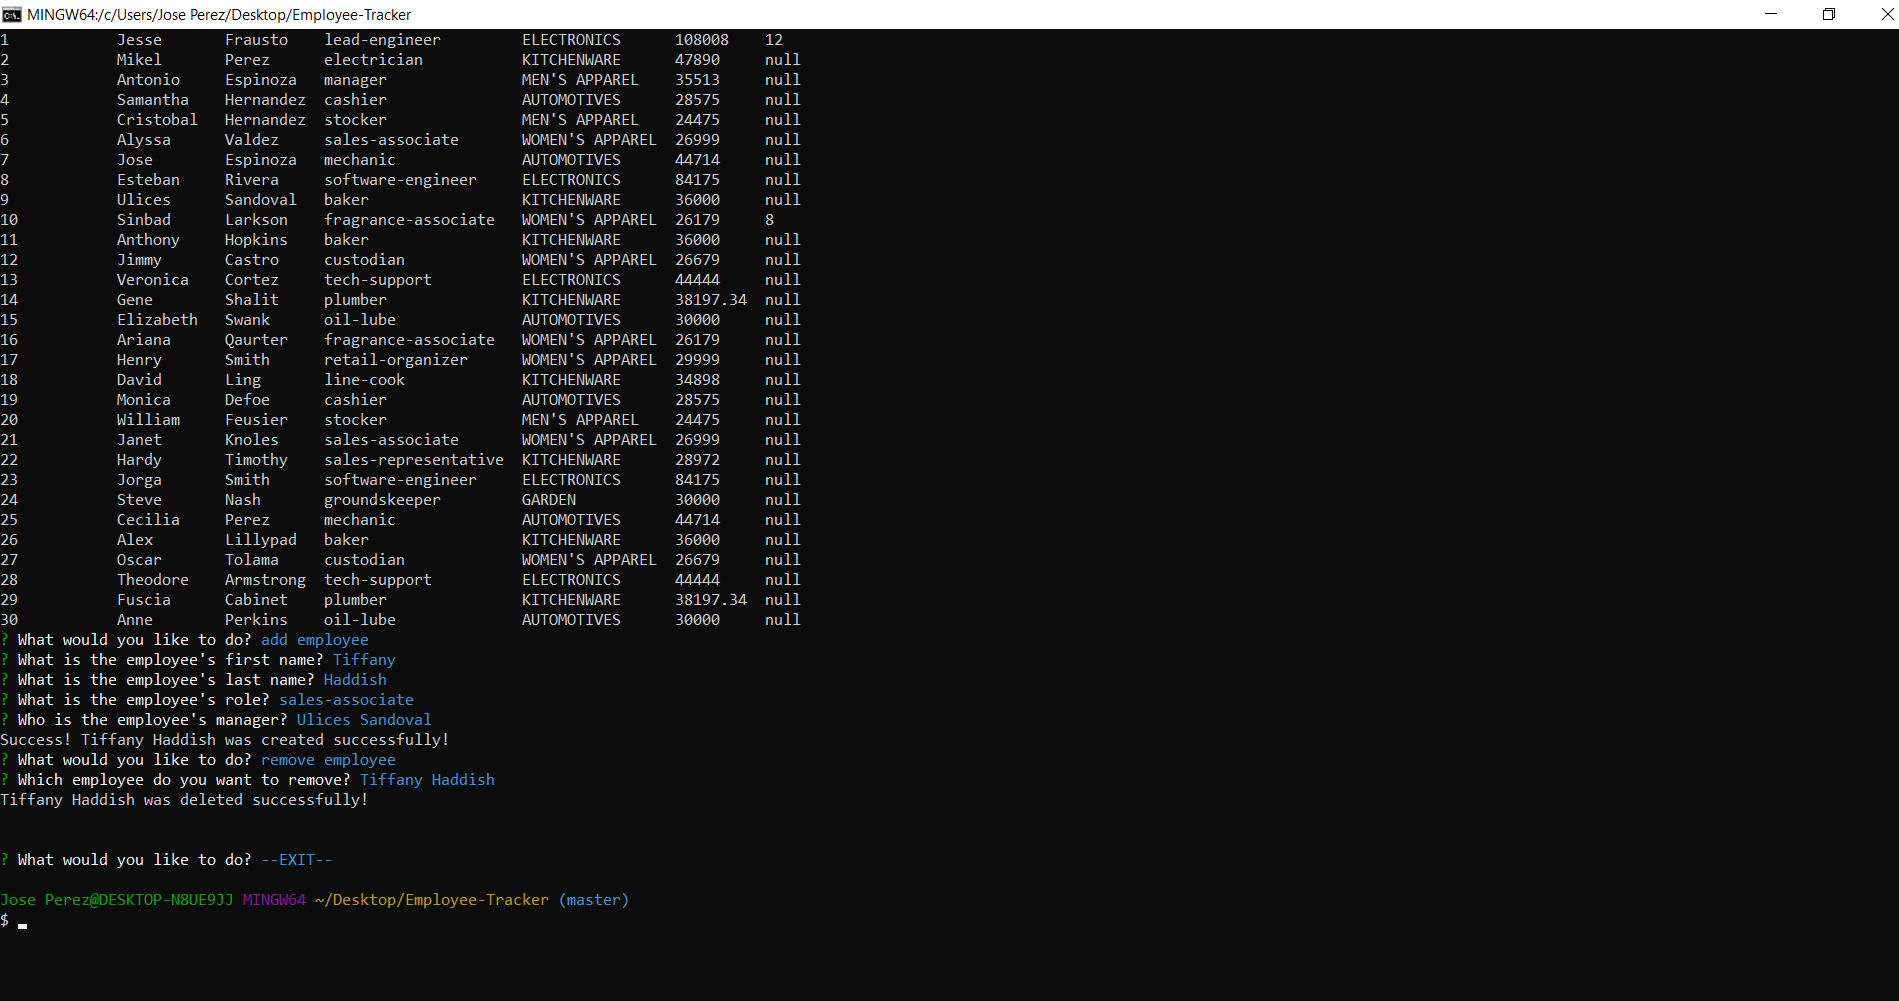 MINGW64:/c/Users/Jose Perez/Desktop/Employee-Tracker
1 Jesse Frausto lead-engineer ELECTRONICS 108008 12
2 Mikel Perez electrician KITCHENWARE 47890 null
3 Antonio Espinoza manager MEN'S APPAREL 35513 null
4 Samantha Hernandez cashier AUTOMOTIVES 28575 null
5 Cristobal Hernandez stocker MEN'S APPAREL 24475 null
6 Alyssa Valdez sales-associate WOMEN'S APPAREL 26999 null
7 Jose Espinoza mechanic AUTOMOTIVES 44714 null
8 Esteban Rivera software-engineer ELECTRONICS 84175 null
9 Ulices Sandoval baker KITCHENWARE 36000 null
10 Sinbad Larkson fragrance-associate WOMEN'S APPAREL 26179 8
11 Anthony Hopkins baker KITCHENWARE 36000 null
12 Jimmy Castro custodian WOMEN'S APPAREL 26679 null
13 Veronica Cortez tech-support ELECTRONICS 44444 null
14 Gene Shalit plumber KITCHENWARE 38197.34 null
15 Elizabeth Swank oil-lube AUTOMOTIVES 30000 null
16 Ariana Qaurter fragrance-associate WOMEN'S APPAREL 26179 null
17 Henry Smith retail-organizer WOMEN'S APPAREL 29999 null
18 David Ling line-cook KITCHENWARE 34898 null
19 Monica Defoe cashier AUTOMOTIVES 28575 null
20 William Feusier stocker MEN'S APPAREL 24475 null
21 Janet Knoles sales-associate WOMEN'S APPAREL 26999 null
22 Hardy Timothy sales-representative KITCHENWARE 28972 null
23 Jorga Smith software-engineer ELECTRONICS 84175 null
24 Steve Nash groundskeeper GARDEN 30000 null
25 Cecilia Perez mechanic AUTOMOTIVES 44714 null
26 Alex Lillypad baker KITCHENWARE 36000 null
27 Oscar Tolama custodian WOMEN'S APPAREL 26679 null
28 Theodore Armstrong tech-support ELECTRONICS 44444 null
29 Fuscia Cabinet plumber KITCHENWARE 38197.34 null
30 Anne Perkins oil-lube AUTOMOTIVES 30000 null
? What would you like to do? add employee
? What is the employee's first name? Tiffany
? What is the employee's last name? Haddish
? What is the employee's role? sales-associate
? Who is the employee's manager? Ulices Sandoval
Success! Tiffany Haddish was created successfully!
? What would you like to do? remove employee
? Which employee do you want to remove? Tiffany Haddish
Tiffany Haddish was deleted successfully!
? What would you like to do? --EXIT--
Jose Perez@DESKTOP-N8UE9JJ MINGW64 ~/Desktop/Employee-Tracker (master)
$